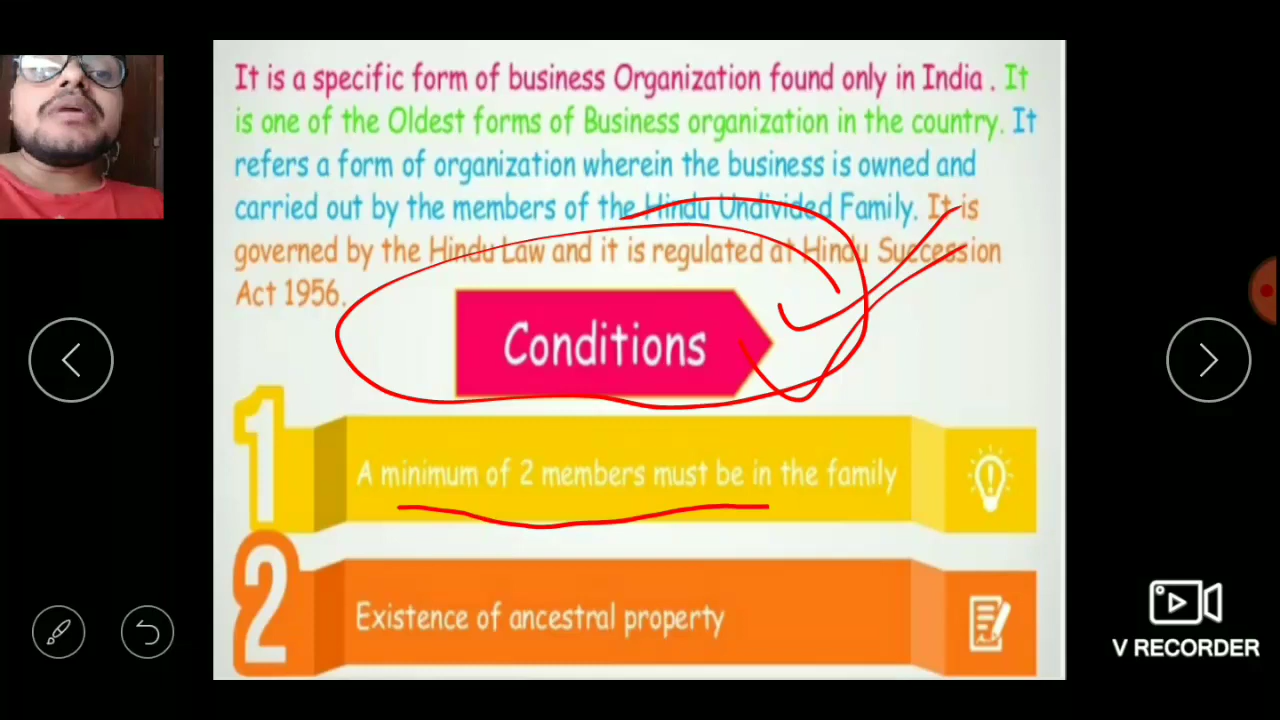 It is a specific form of business Organization found only in India . It
is one of the Oldest forms of Business organization in the country. It
refers a form of organization wherein the business is owned and
carried out by the members of the Hindu Undivided Family. It is
governed by the Hindu Law and it is regulated at Hindu Succession
Act 1956.
Conditions
1
A minimum of 2 members must be in the family
2
Existence of ancestral property
V RECORDER